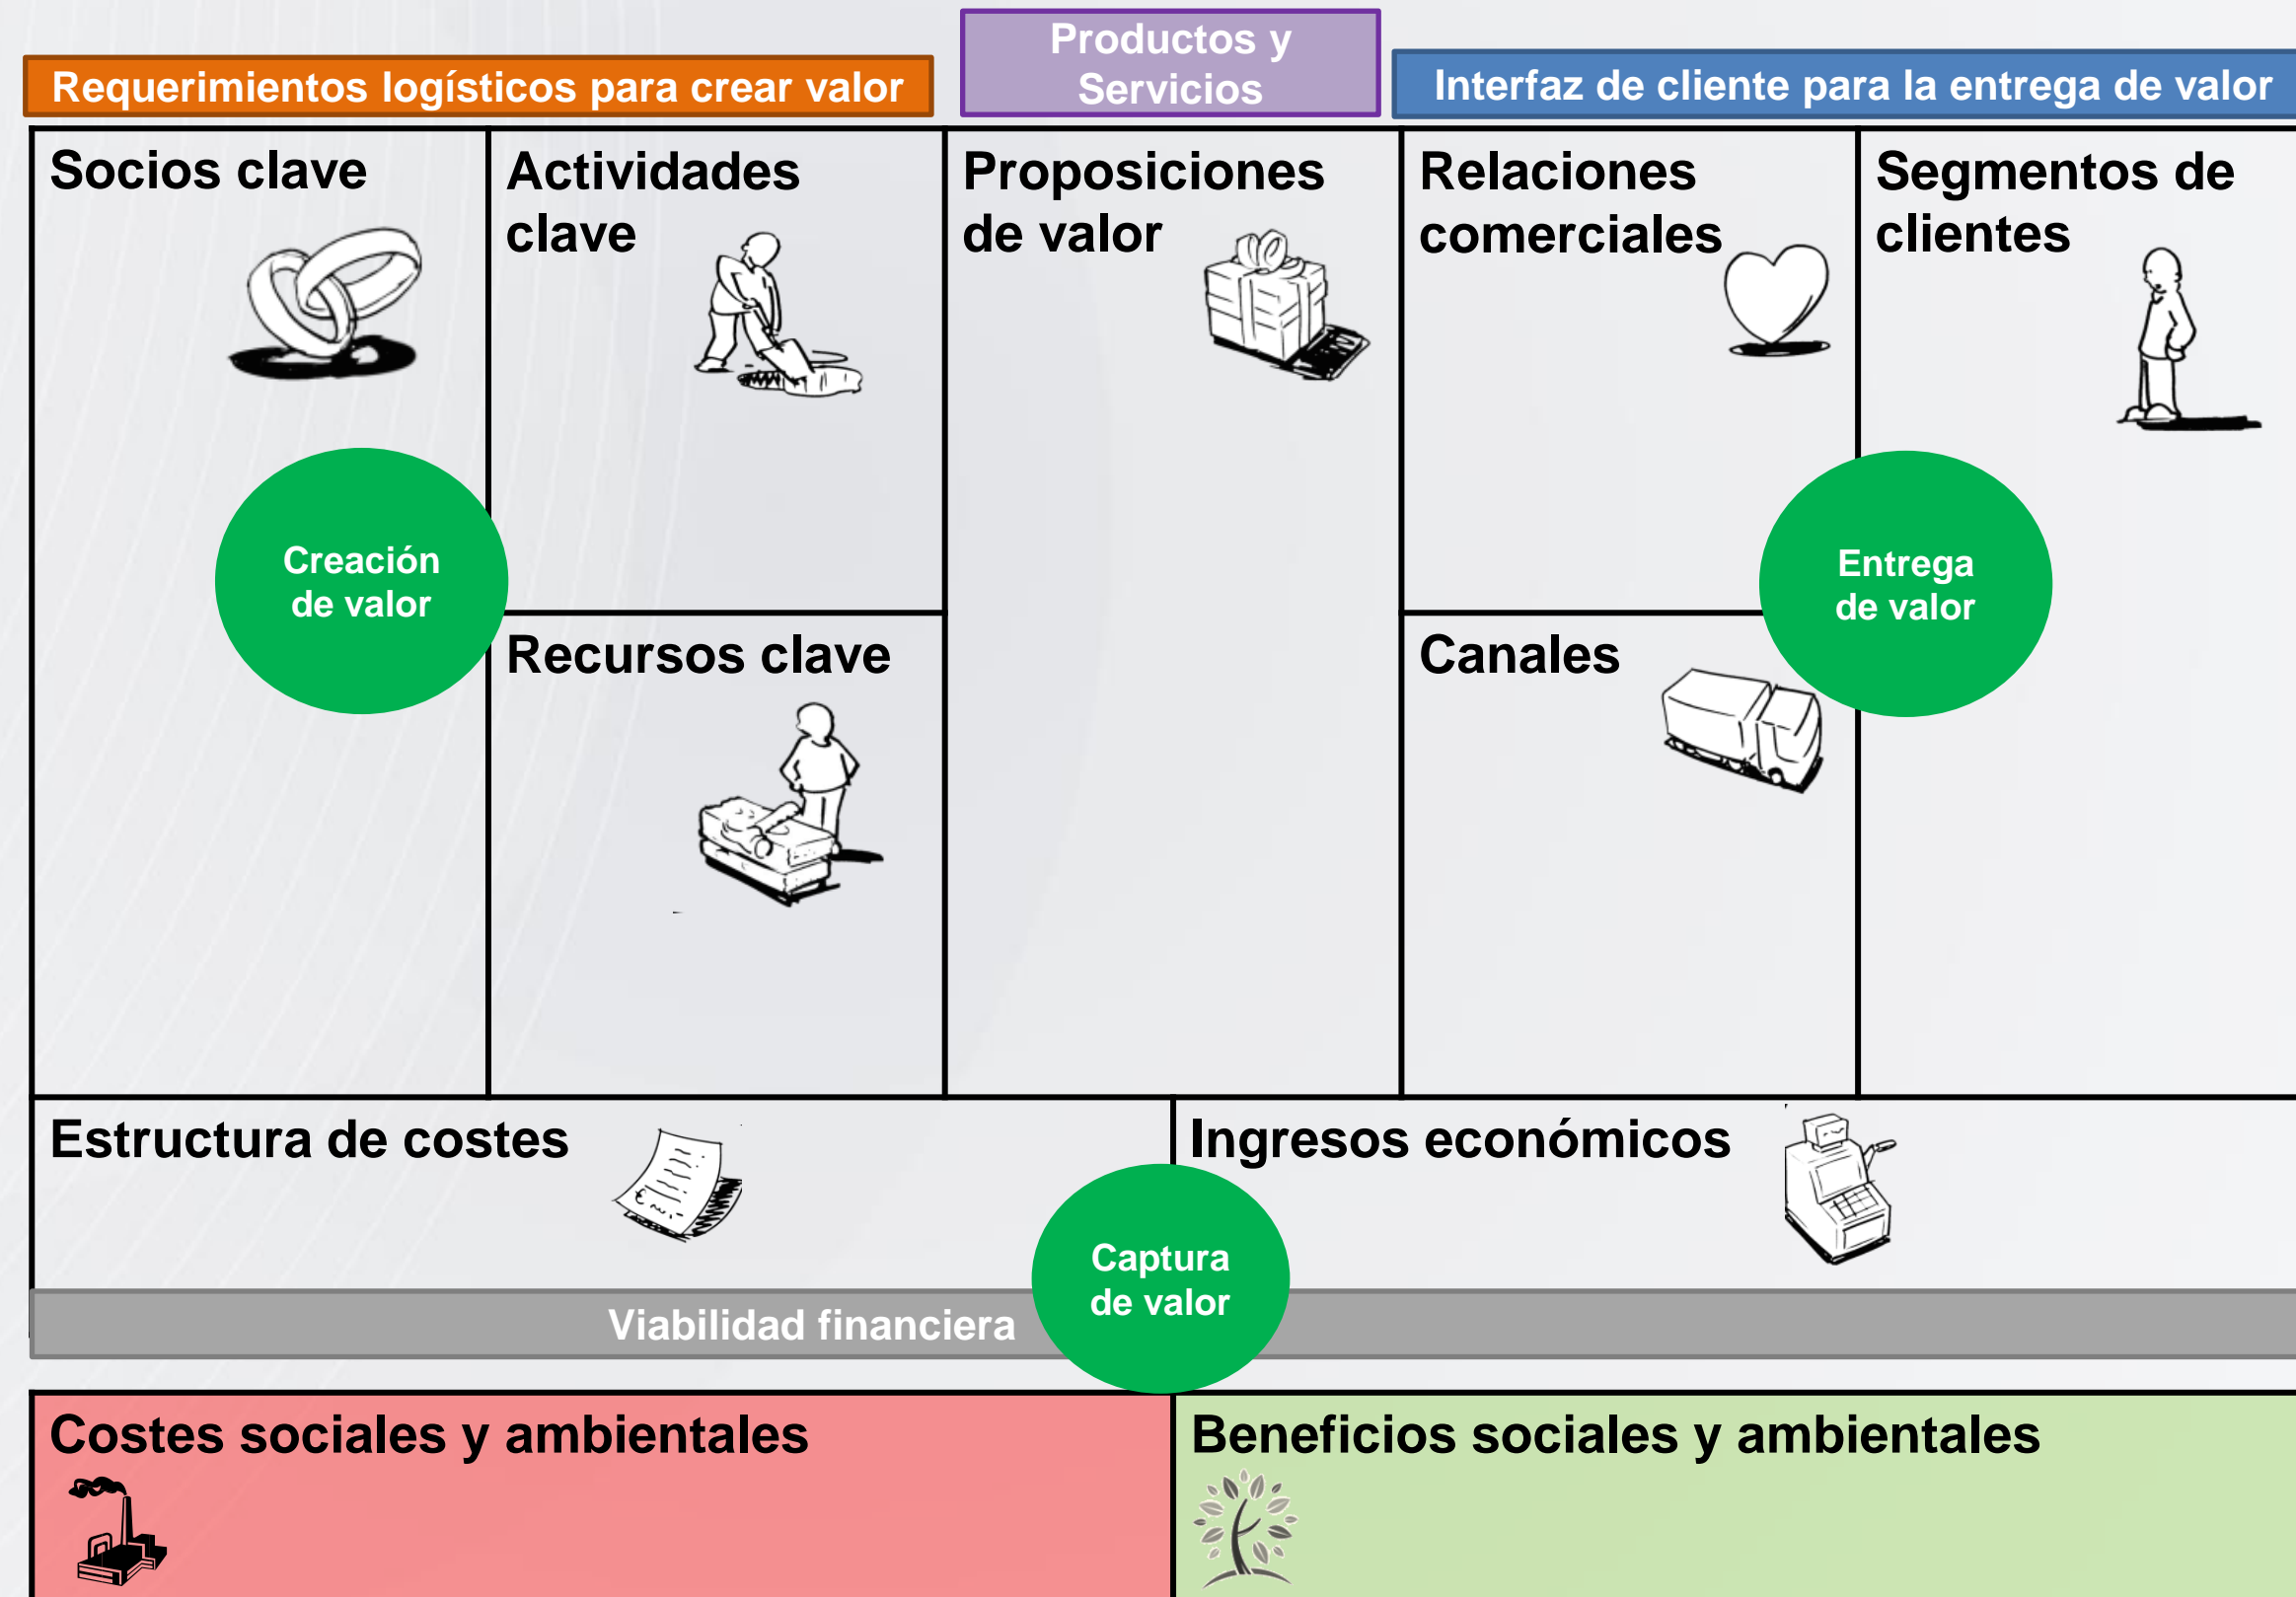 Productos y
Servicios
Requerimientos logísticos para crear valor
Interfaz de cliente para la entrega de valor
Socios clave
Actividades
clave
Proposiciones
de valor
Relaciones
comerciales
Segmentos de
clientes
Creación
de valor
Entrega
de valor
Recursos clave
Canales
Estructura de costes
Ingresos económicos
Captura
de valor
Viabilidad financiera
Costes sociales y ambientales
Beneficios sociales y ambientales